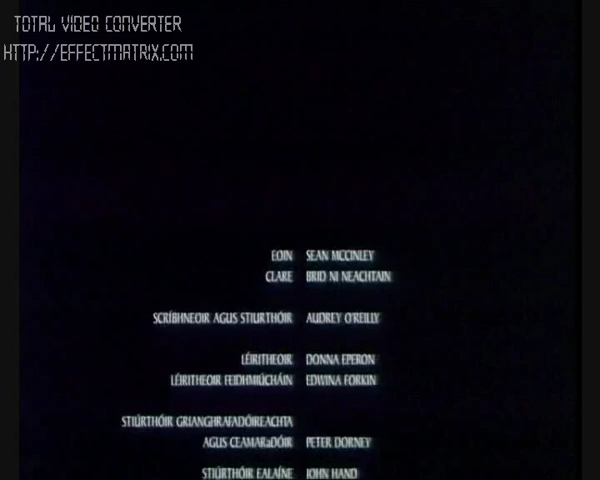 TOTAL VIDEO CONVERTER
HTTP://EFFECTMATRIX.COM
EOIN SEAN MCGINLEY
CLARE BRID NI NEACHTAIN
SCRÍBHNEOIR AGUS STIURTHÓIR AUDREY O'REILLY
LÉIRITHEOIR DONNA EPERON
LÉIRITHEOIR FEIDHMIÚCHÁIN EDWINA FORKIN
STIÚRTHÓIR GRIANGHRAFADÓIREACHTA
AGUS CEAMARaDÓIR PETER DORNEY
STIÚRTHÓIR EALAÍNE JOHN HAND